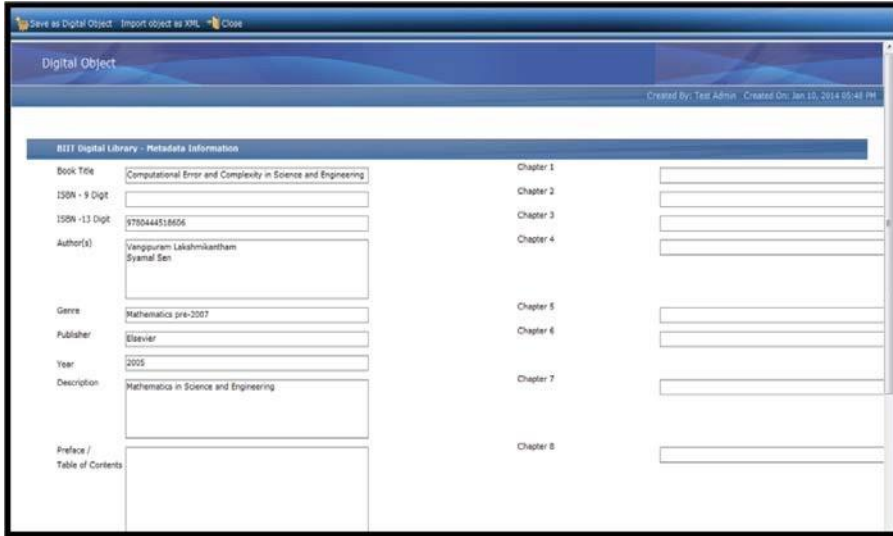 Save as Digital Object Import object as XML Close
Digital Object
Created By: Test Admin Created On: Jan 10, 2014 05:48 PM
BIIT Digital Library - Metadata Information
Book Title
Computational Error and Complexity in Science and Engineering
ISBN - 9 Digit
ISBN -13 Digit
9780444518606
Author(s)
Vangipuram Lakshmikantham
Syamal Sen
Genre
Mathematics pre-2007
Publisher
Elsevier
Year
2005
Description
Mathematics in Science and Engineering
Preface /
Table of Contents
Chapter 1
Chapter 2
Chapter 3
Chapter 4
Chapter 5
Chapter 6
Chapter 7
Chapter 8